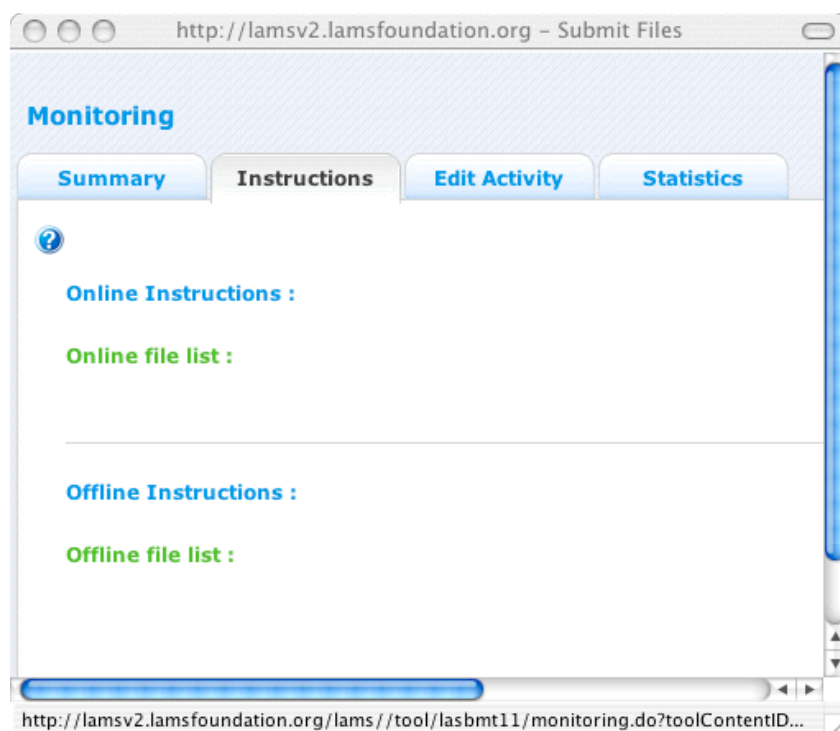 http://lamsv2.lamsfoundation.org – Submit Files
Monitoring
Summary Instructions Edit Activity Statistics
?
Online Instructions :
Online file list :
Offline Instructions :
Offline file list :
http://lamsv2.lamsfoundation.org/lams//tool/lasbmt11/monitoring.do?toolContentID...